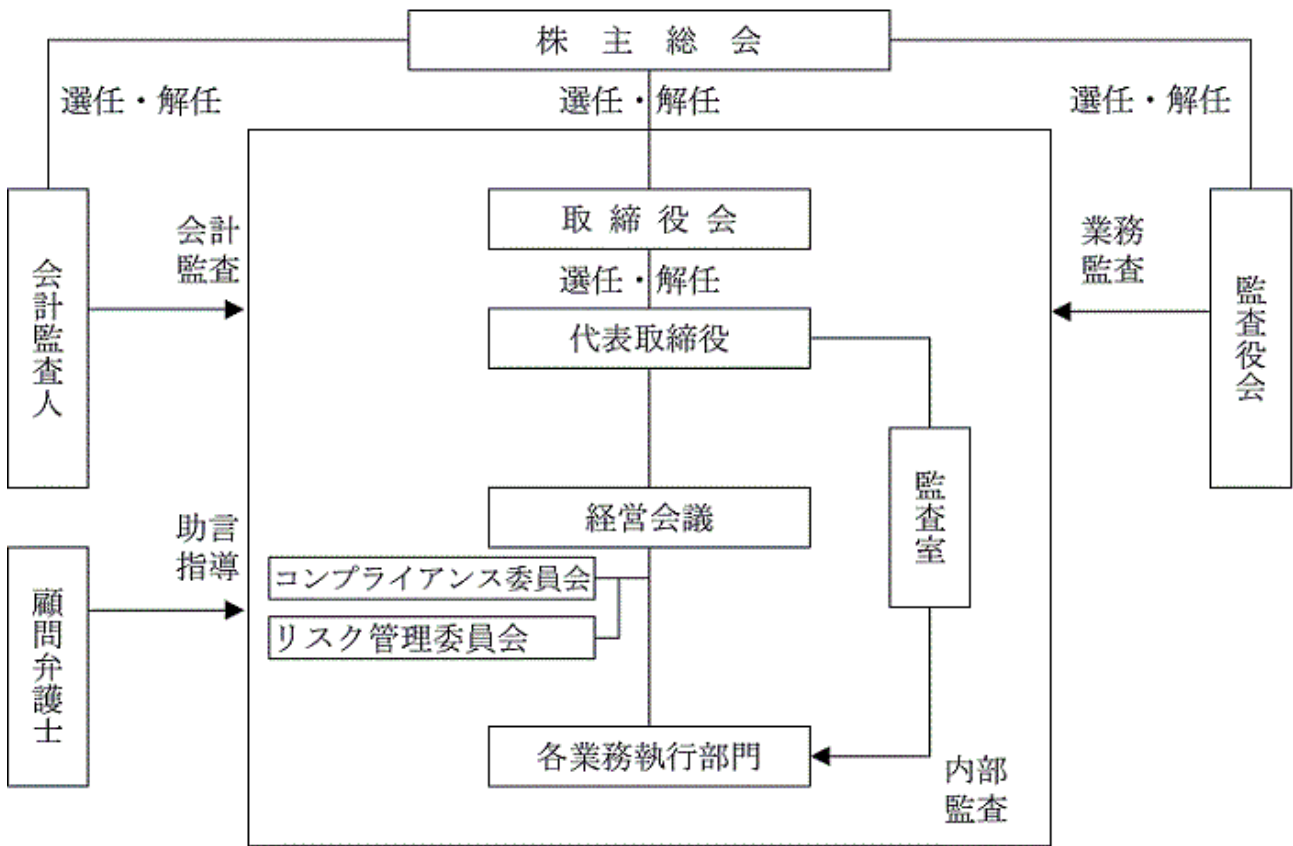 株主総会
選任・解任
選任・解任
選任・解任
会計監査人
会計
監査
取締役会
業務
監査
監査役会
選任・解任
代表取締役
監査室
経営会議
助言
指導
顧問弁護士
コンプライアンス委員会
リスク管理委員会
各業務執行部門
内部
監査